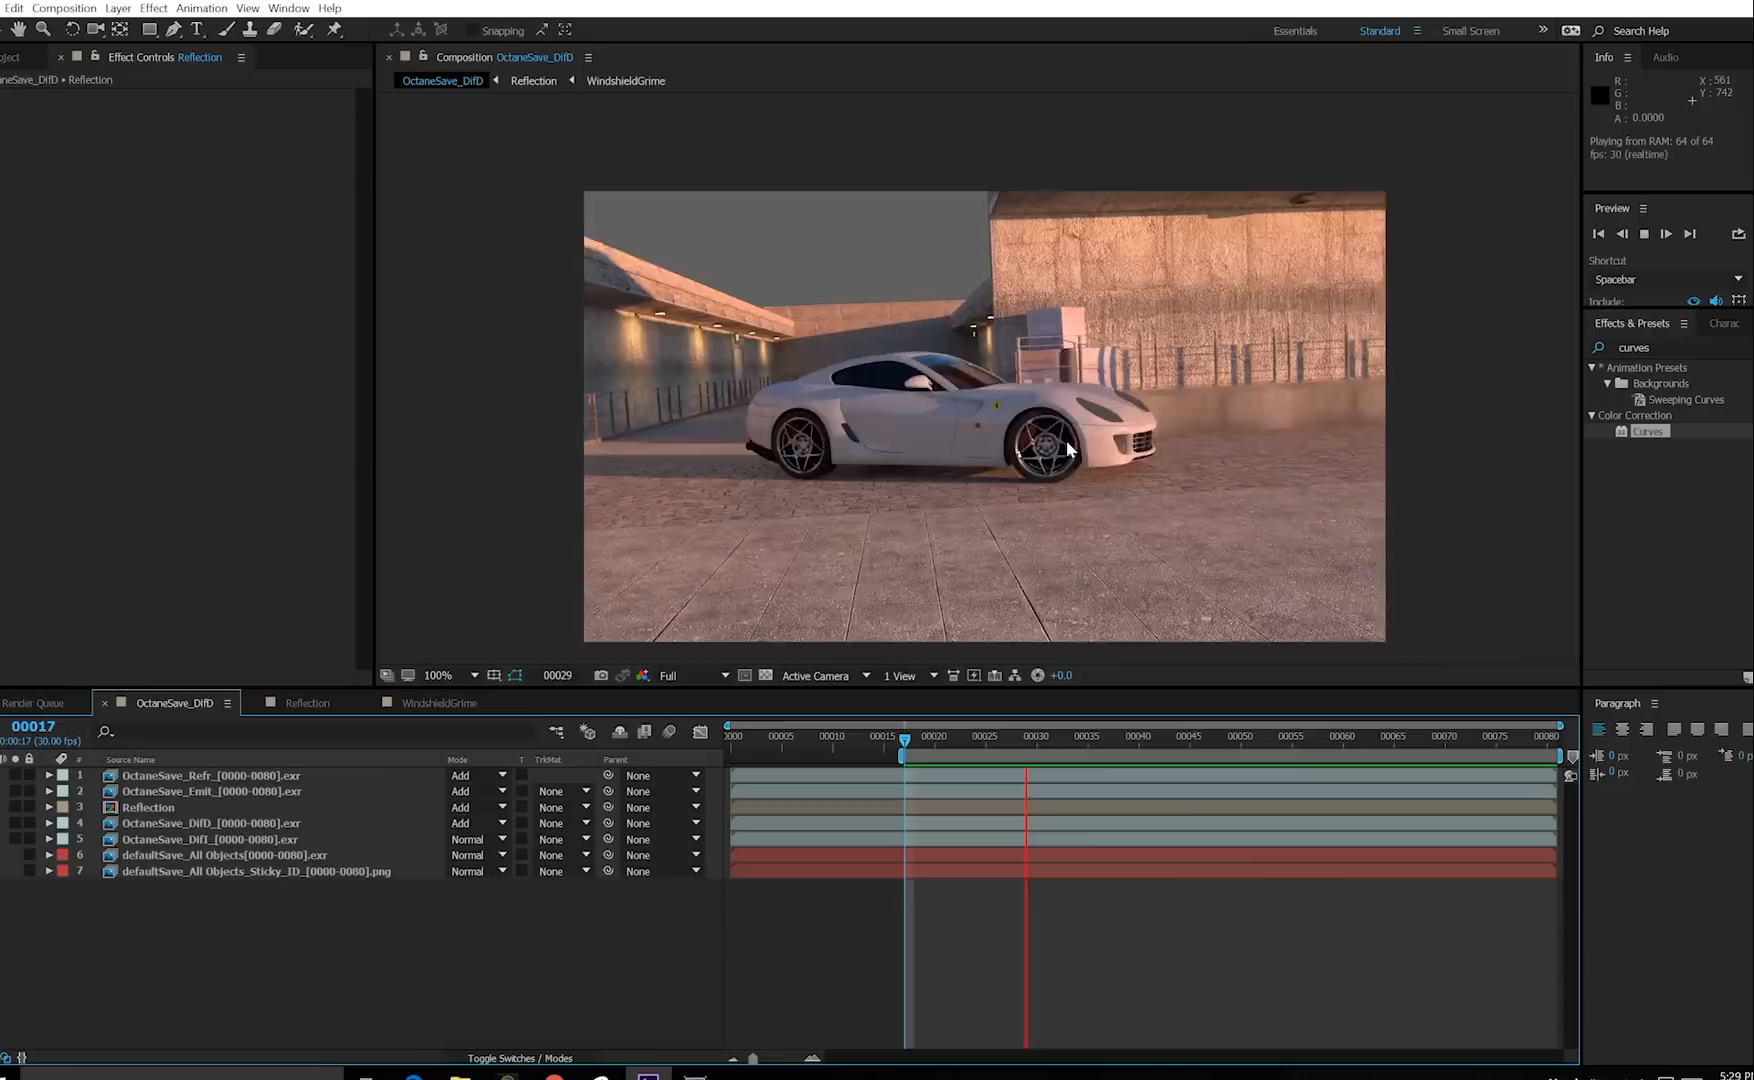 Edit Composition Layer Effect Animation View Window Help
Snapping
Essentials Standard Small Screen » Search Help
oject × Effect Controls Reflection
neSave_DifD • Reflection
× Composition OctaneSave_DifD
OctaneSave_DifD Reflection WindshieldGrime
Info Audio
R :
G :
B :
A : 0.0000
X : 561
Y : 742
Playing from RAM: 64 of 64
fps: 30 (realtime)
Preview
Shortcut
Spacebar
Include:
Effects & Presets Charac
curves
* Animation Presets
Backgrounds
Sweeping Curves
Color Correction
Curves
100% 00029 Full Active Camera 1 View +0.0
Render Queue × OctaneSave_DifD Reflection WindshieldGrime
00017
0:00:17 (30.00 fps)
0000 00005 00010 00015 00020 00025 00030 00035 00040 00045 00050 00055 00060 00065 00070 00075 00080
# Source Name Mode T TrkMat Parent
1 OctaneSave_Refr_[0000-0080].exr Add None
2 OctaneSave_Emit_[0000-0080].exr Add None None
3 Reflection Add None None
4 OctaneSave_DifD_[0000-0080].exr Add None None
5 OctaneSave_DifI_[0000-0080].exr Normal None None
6 defaultSave_All Objects[0000-0080].exr Normal None None
7 defaultSave_All Objects_Sticky_ID_[0000-0080].png Normal None None
Toggle Switches / Modes
Paragraph
0 px 0 px 0 p
0 px 0 px
5:29 PM